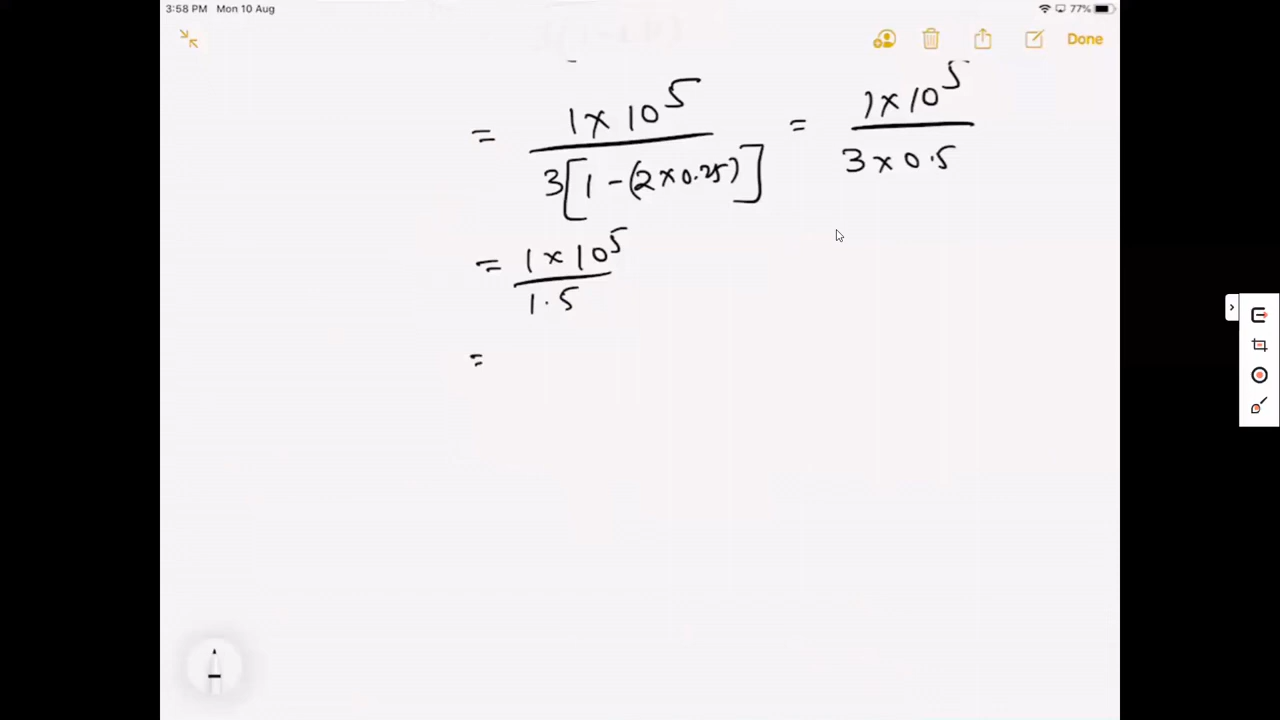 3:58 PM Mon 10 Aug 77%
Done
= 1 × 10^5 / 3[1 - (2 × 0.25)] = 1 × 10^5 / 3 × 0.5
= 1 × 10^5 / 1.5
=